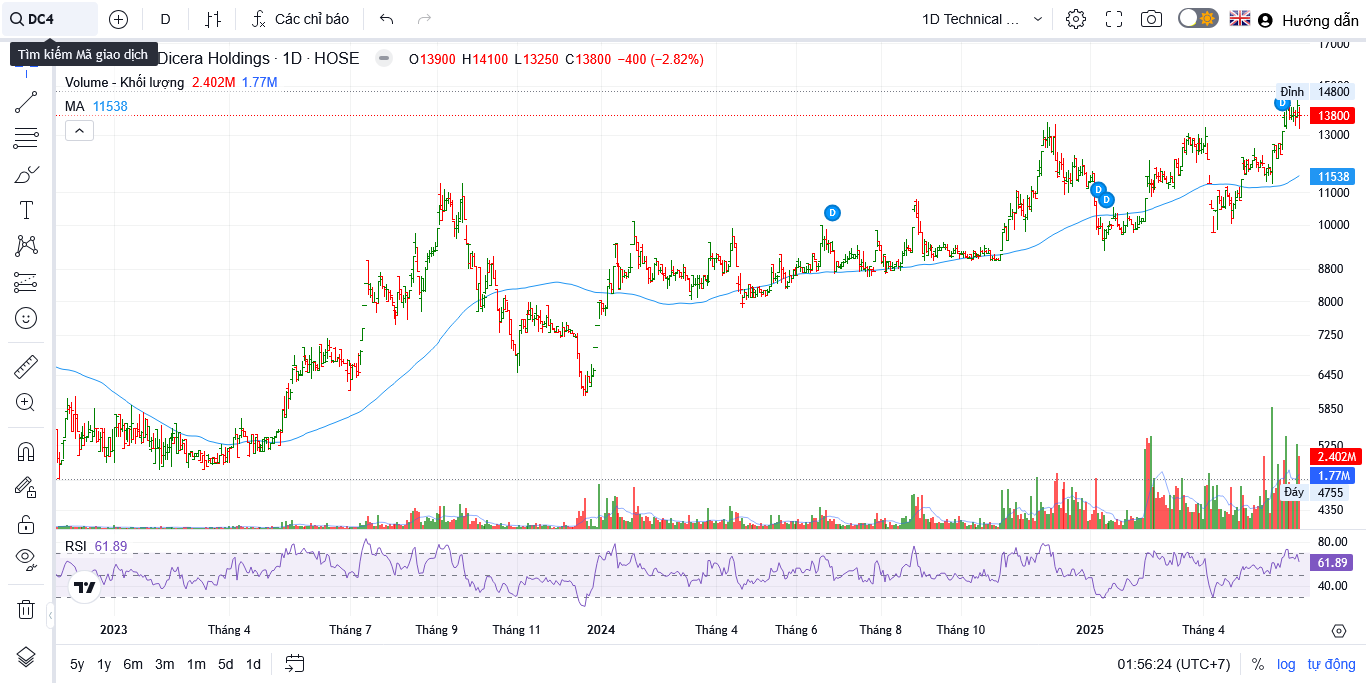 DC4
D
Các chỉ báo
1D Technical ...
Hướng dẫn
Tìm kiếm Mã giao dịch
Dicera Holdings · 1D · HOSE
O13900 H14100 L13250 C13800 −400 (−2.82%)
Volume - Khối lượng 2.402M 1.77M
MA 11538
17000
Đỉnh 14800
D
13800
13000
11538
D
11000
D
D
10000
8800
8000
7250
6450
5850
5250
2.402M
1.77M
Đáy 4755
4350
RSI 61.89
80.00
61.89
40.00
2023 Tháng 4 Tháng 7 Tháng 9 Tháng 11 2024 Tháng 4 Tháng 6 Tháng 8 Tháng 10 2025 Tháng 4
5y 1y 6m 3m 1m 5d 1d
01:56:24 (UTC+7) % log tự động